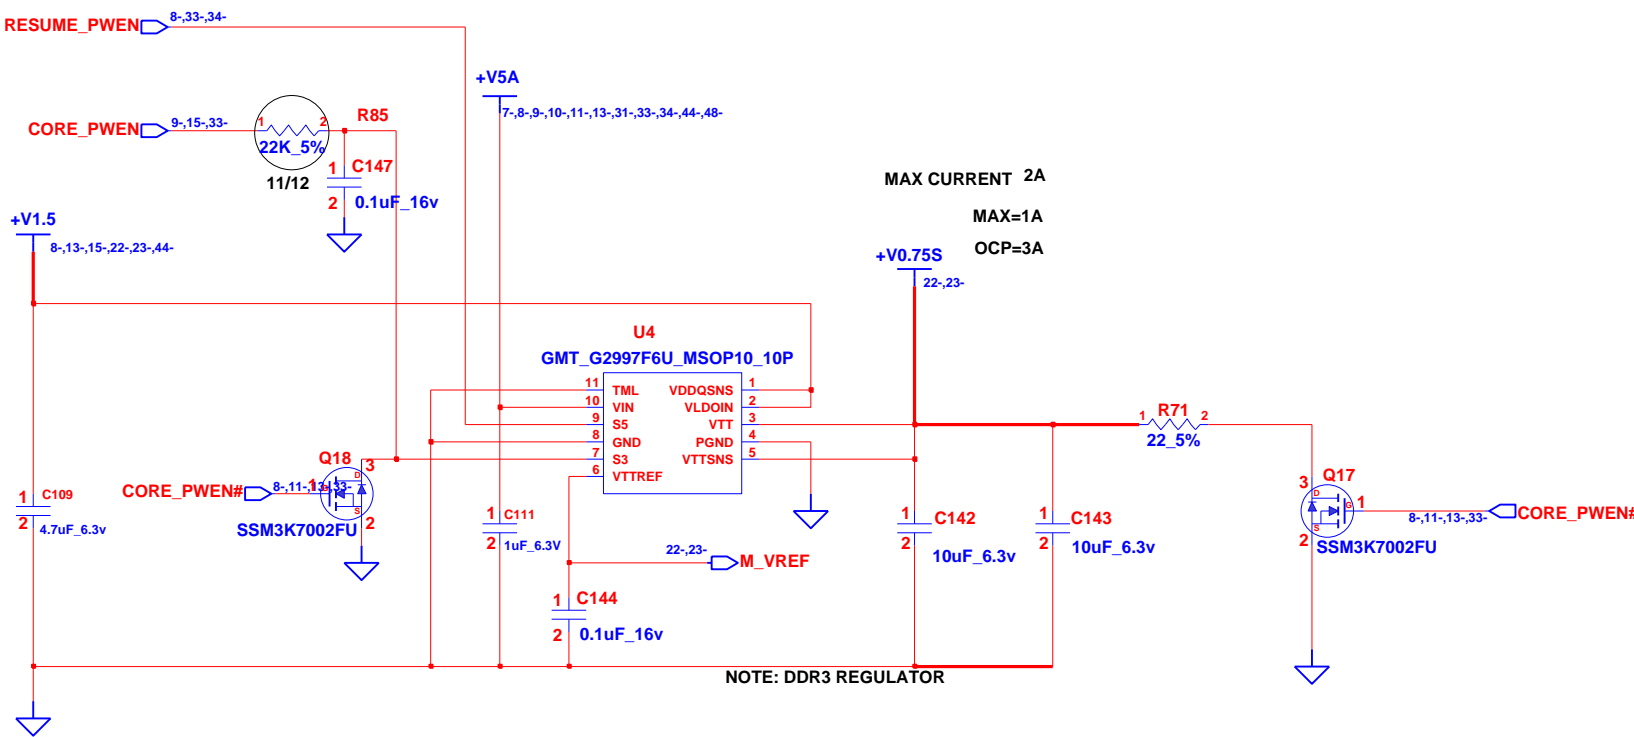 RESUME_PWEN 8-,33-,34-
+V5A
7-,8-,9-,10-,11-,13-,31-,33-,34-,44-,48-
CORE_PWEN 9-,15-,33- 1 2 R85
22K_5%
11/12
1 C147
2 0.1uF_16v
MAX CURRENT 2A
MAX=1A
OCP=3A
+V1.5
8-,13-,15-,22-,23-,44-
+V0.75S
22-,23-
U4
GMT_G2997F6U_MSOP10_10P
11 TML VDDQSNS 1
10 VIN VLDOIN 2
9 S5 VTT 3
8 GND PGND 4
7 S3 VTTSNS 5
6 VTTREF
1 R71 2
22_5%
Q18 3
D
CORE_PWEN# 8-,11-,13-,33- 1 G
S 2
SSM3K7002FU
1 C109
2 4.7uF_6.3v
1 C111
2 1uF_6.3V
22-,23- M_VREF
1 C144
2 0.1uF_16v
1 C142
2 10uF_6.3v
1 C143
2 10uF_6.3v
3 Q17
D
G 1 8-,11-,13-,33- CORE_PWEN#
S
2 SSM3K7002FU
NOTE: DDR3 REGULATOR